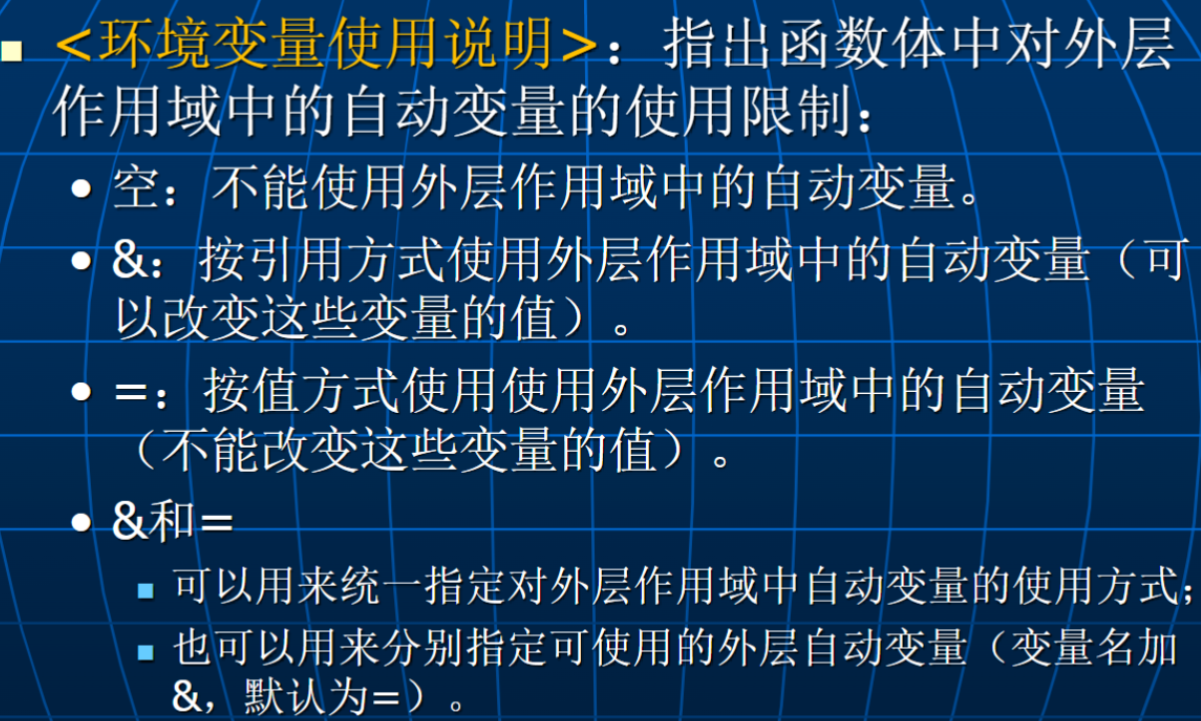 <环境变量使用说明>：指出函数体中对外层
作用域中的自动变量的使用限制：
空：不能使用外层作用域中的自动变量。
&：按引用方式使用外层作用域中的自动变量（可
以改变这些变量的值）。
=：按值方式使用使用外层作用域中的自动变量
（不能改变这些变量的值）。
&和=
可以用来统一指定对外层作用域中自动变量的使用方式；
也可以用来分别指定可使用的外层自动变量（变量名加
&，默认为=）。